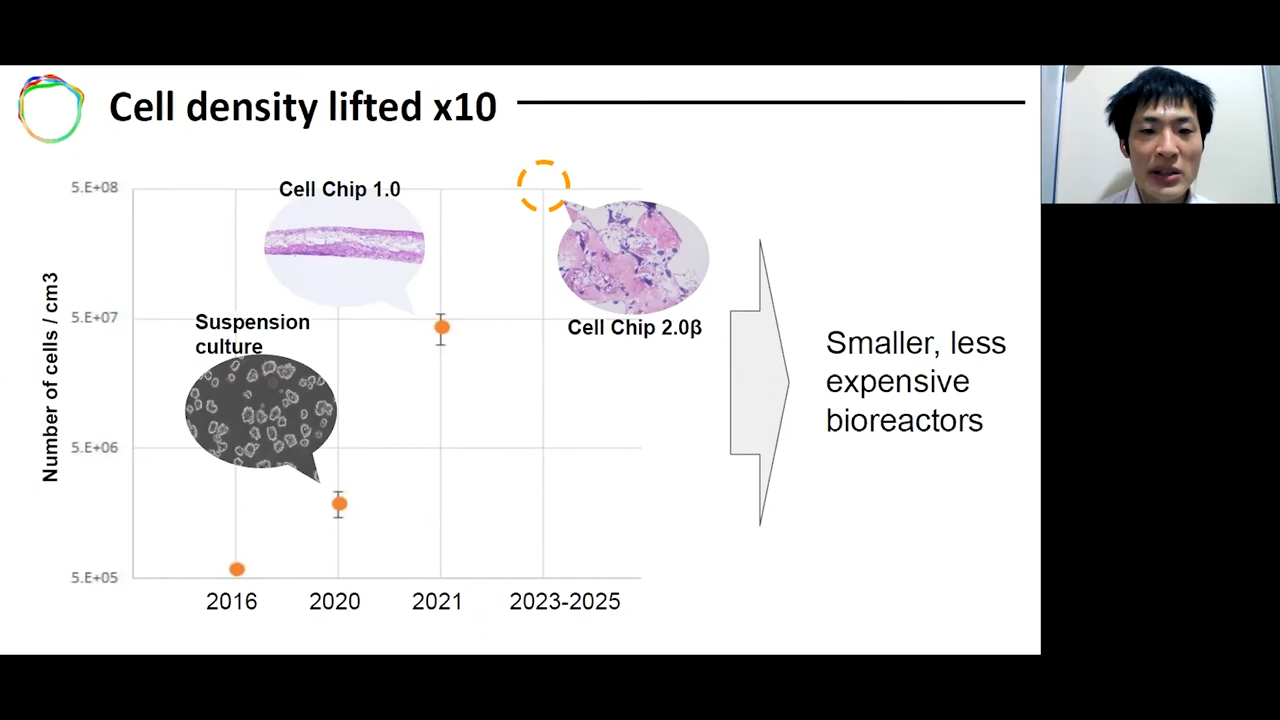 Cell density lifted x10
5.E+08
5.E+07
5.E+06
5.E+05
Number of cells / cm3
2016
2020
2021
2023-2025
Suspension
culture
Cell Chip 1.0
Cell Chip 2.0β
Smaller, less
expensive
bioreactors